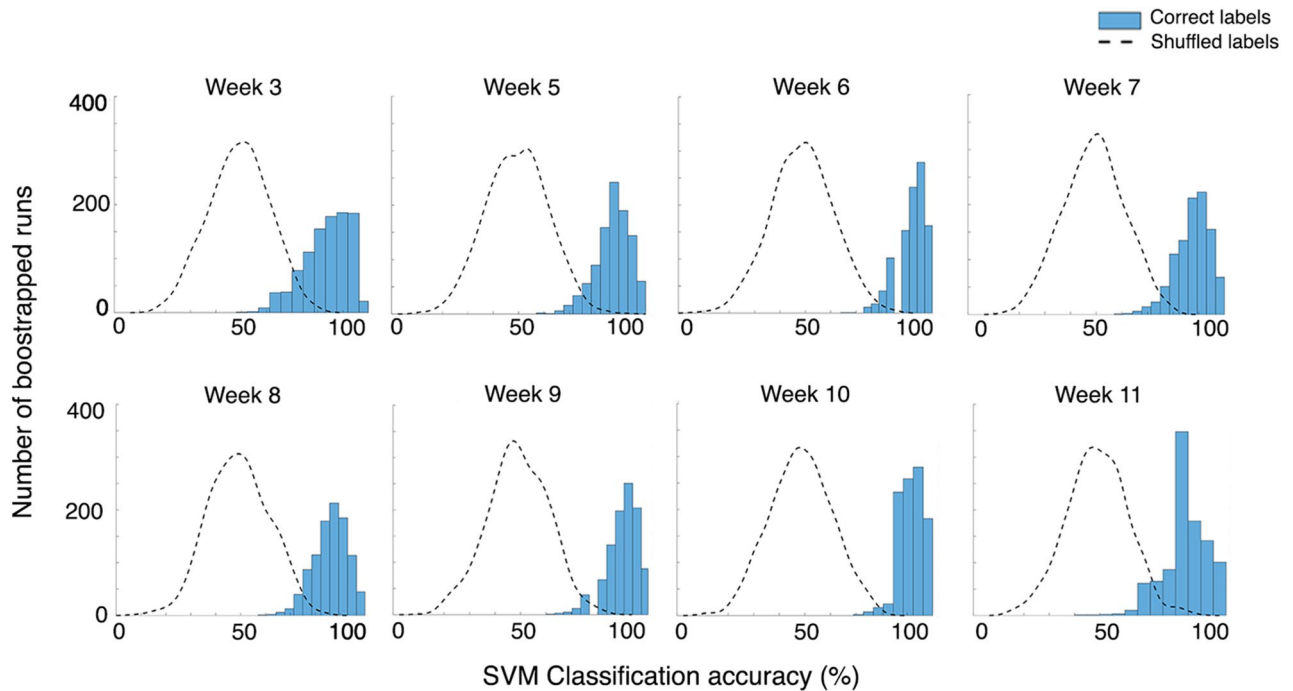 Correct labels
Shuffled labels
Week 3
Week 5
Week 6
Week 7
400
200
0
0 50 100
0 50 100
0 50 100
0 50 100
Number of boostrapped runs
Week 8
Week 9
Week 10
Week 11
400
200
0
0 50 100
0 50 100
0 50 100
0 50 100
SVM Classification accuracy (%)